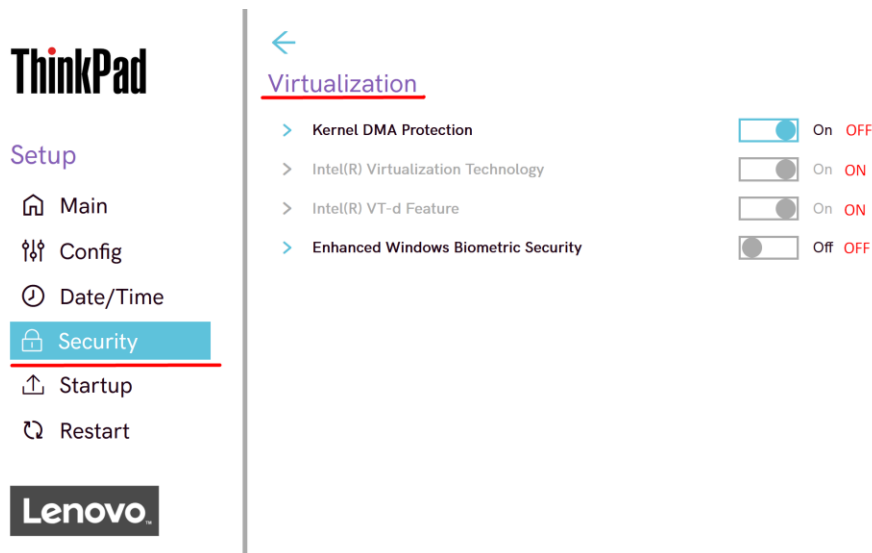 ThinkPad
Setup
Main
Config
Date/Time
Security
Startup
Restart
Lenovo™
Virtualization
Kernel DMA Protection On OFF
Intel(R) Virtualization Technology On ON
Intel(R) VT-d Feature On ON
Enhanced Windows Biometric Security Off OFF